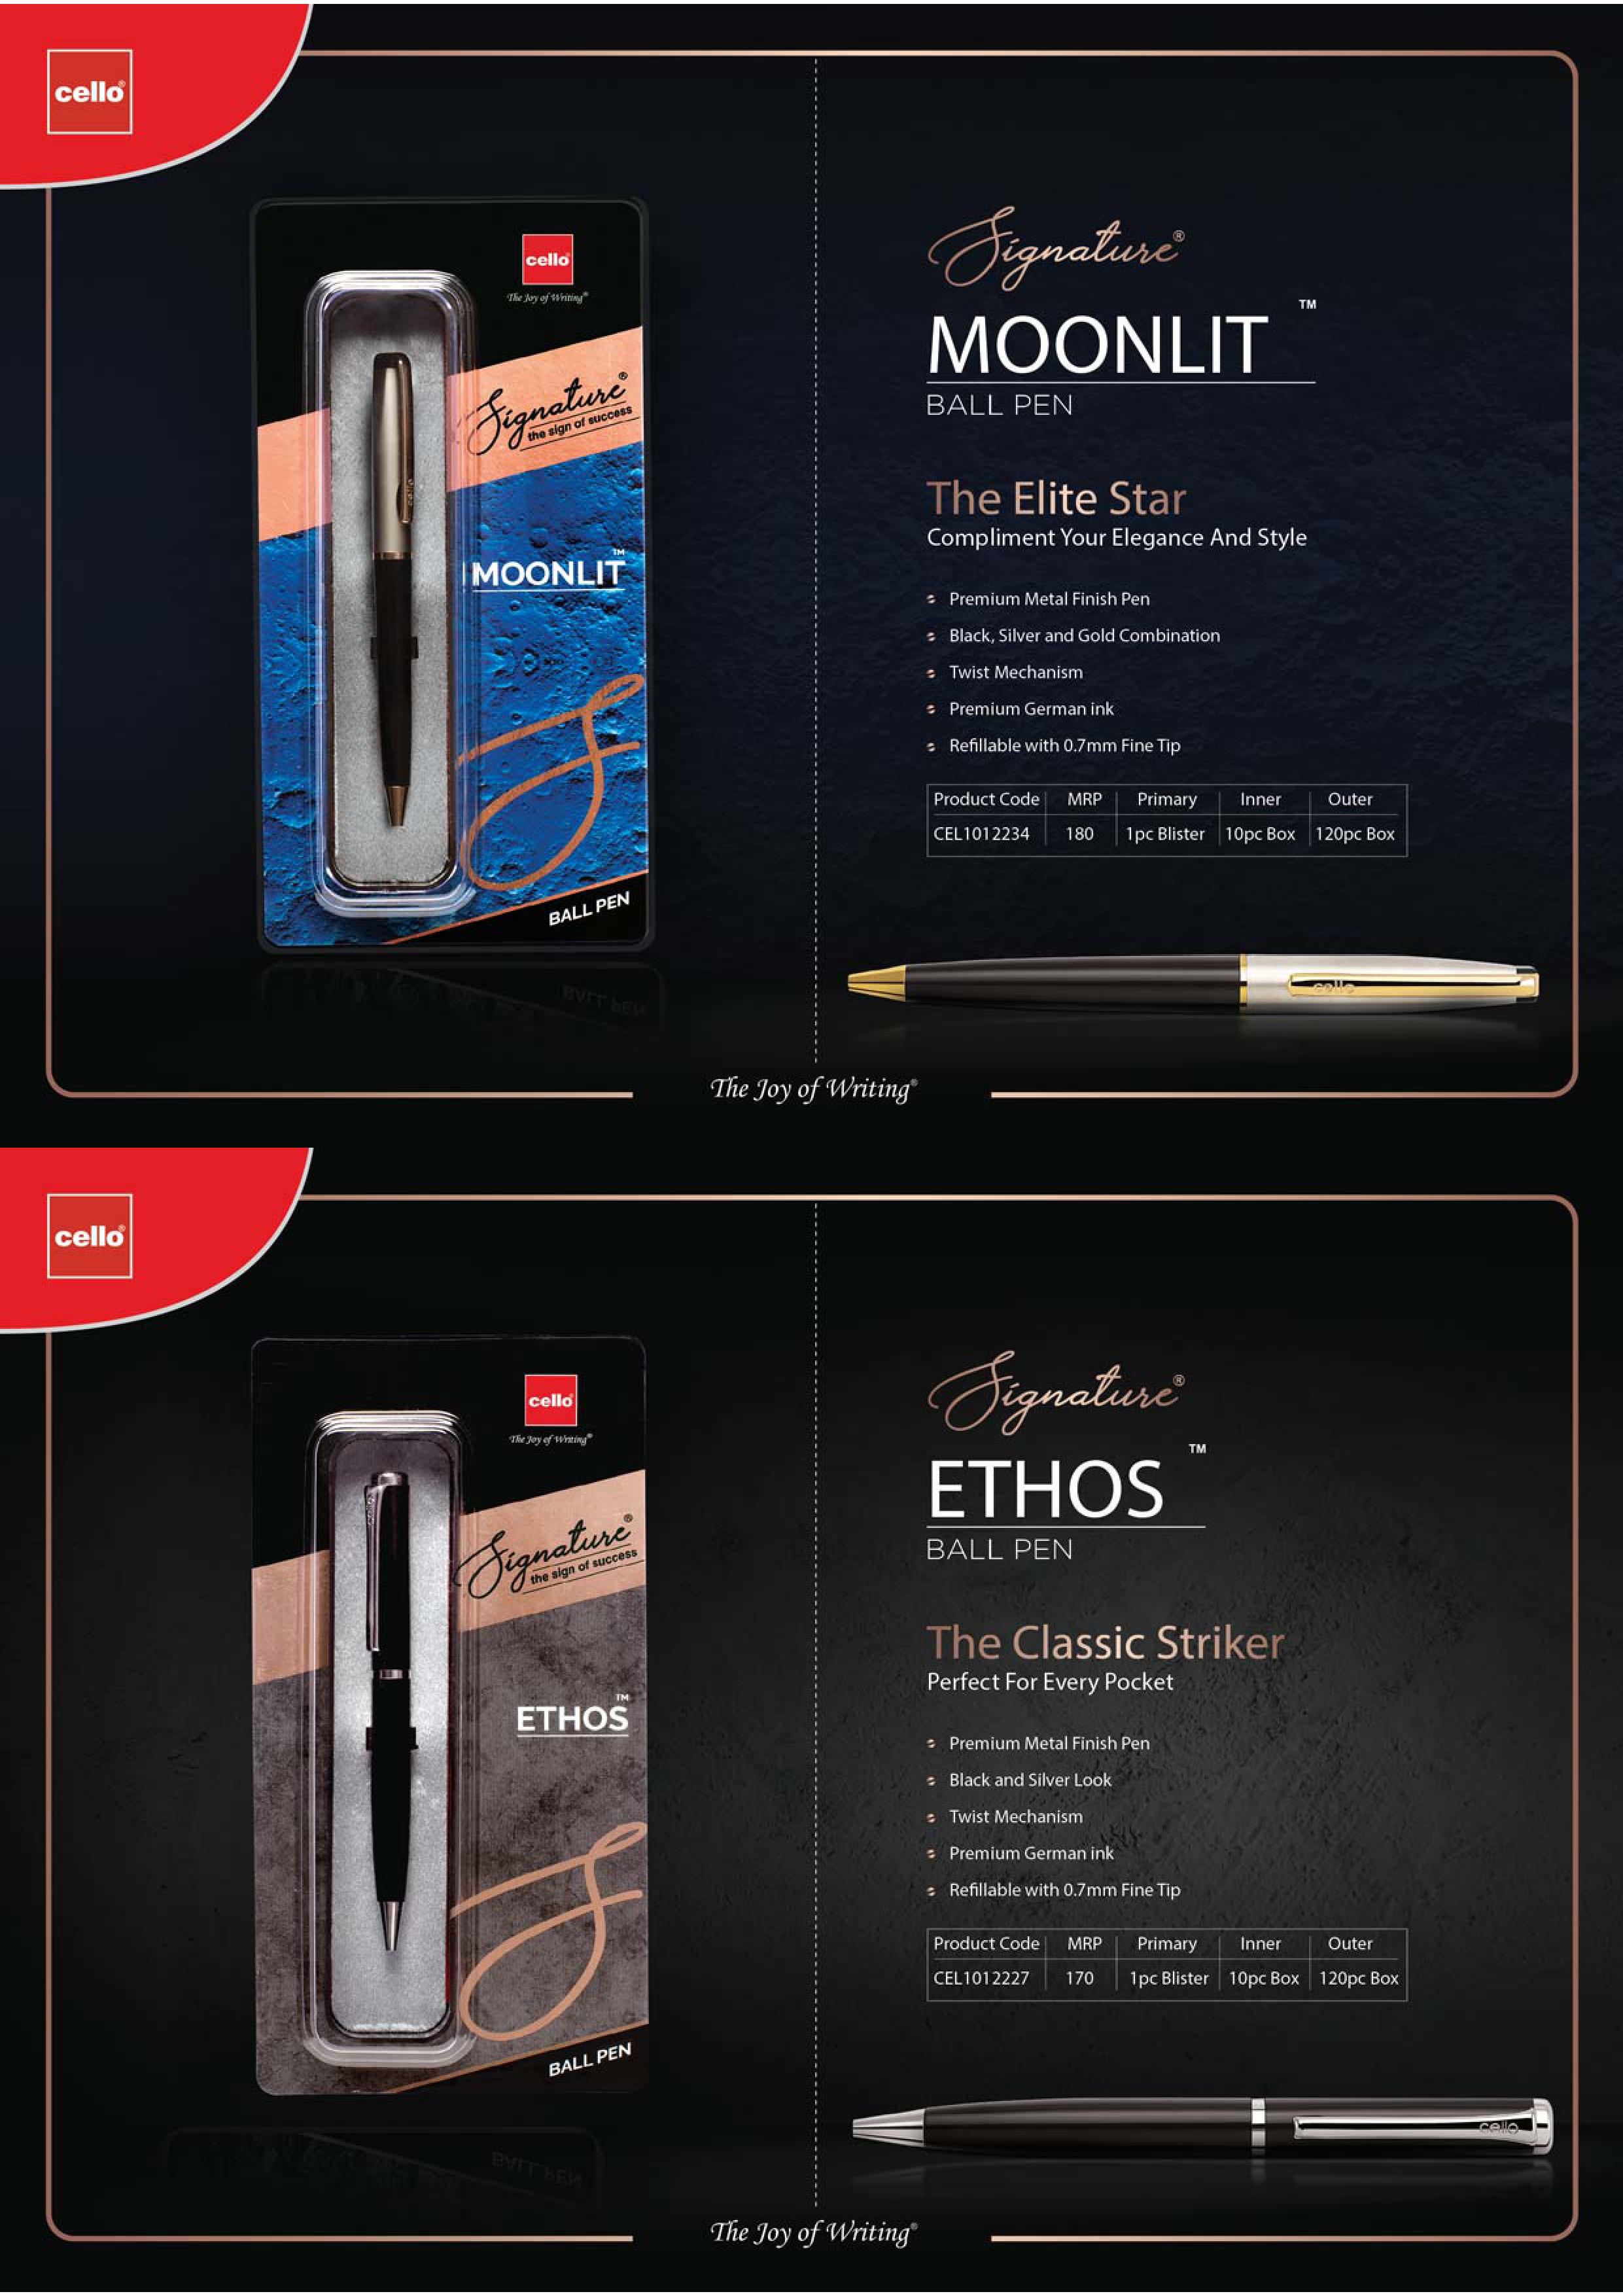 cello®
cello®
The Joy of Writing®
Signature®
the sign of success
MOONLIT™
BALL PEN
Signature®
MOONLIT™
BALL PEN
The Elite Star
Compliment Your Elegance And Style
Premium Metal Finish Pen
Black, Silver and Gold Combination
Twist Mechanism
Premium German ink
Refillable with 0.7mm Fine Tip
Product Code MRP Primary Inner Outer
CEL1012234 180 1pc Blister 10pc Box 120pc Box
cello
The Joy of Writing®
cello®
cello®
The Joy of Writing®
Signature®
the sign of success
ETHOS™
BALL PEN
Signature®
ETHOS™
BALL PEN
The Classic Striker
Perfect For Every Pocket
Premium Metal Finish Pen
Black and Silver Look
Twist Mechanism
Premium German ink
Refillable with 0.7mm Fine Tip
Product Code MRP Primary Inner Outer
CEL1012227 170 1pc Blister 10pc Box 120pc Box
cello
The Joy of Writing®